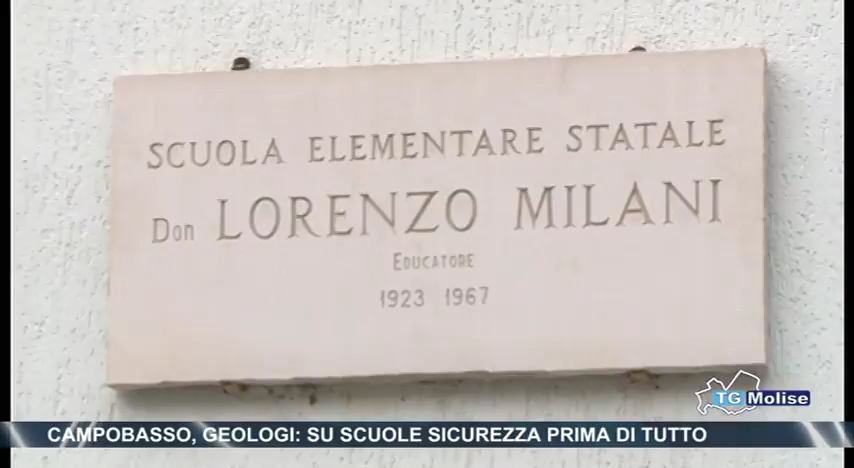 SCUOLA ELEMENTARE STATALE
Don LORENZO MILANI
EDUCATORE
1923 1967
TG Molise
CAMPOBASSO, GEOLOGI: SU SCUOLE SICUREZZA PRIMA DI TUTTO